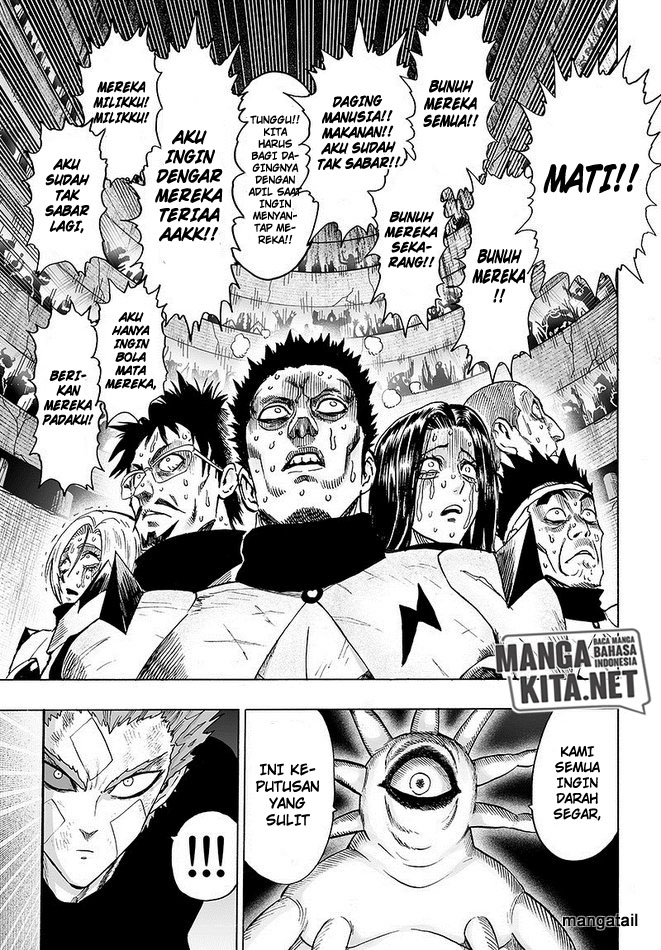 MATI!!
BUNUH
MEREKA
SEMUA!!
BUNUH
MEREKA
!!
DAGING
MANUSIA!!
MAKANAN!!
AKU SUDAH
TAK SABAR!!
BUNUH
MEREKA
SEKA-
RANG!!
TUNGGU!!
KITA
HARUS
BAGI DA-
GINGNYA
DENGAN
ADIL SAAT
INGIN
MENYAN-
TAP ME-
REKA!!
AKU
INGIN
DENGAR
MEREKA
TERIAA
AAKK!!
MEREKA
MILIKKU!
MILIKKU!
AKU
SUDAH
TAK
SABAR
LAGI,
AKU
HANYA
INGIN
BOLA
MATA
MEREKA,
BERI-
KAN
MEREKA
PADAKU!
MANGA
KITA.NET
BACA MANGA
BAHASA
INDONESIA
KAMI
SEMUA
INGIN
DARAH
SEGAR,
INI KE-
PUTUSAN
YANG
SULIT
!!!
mangatail